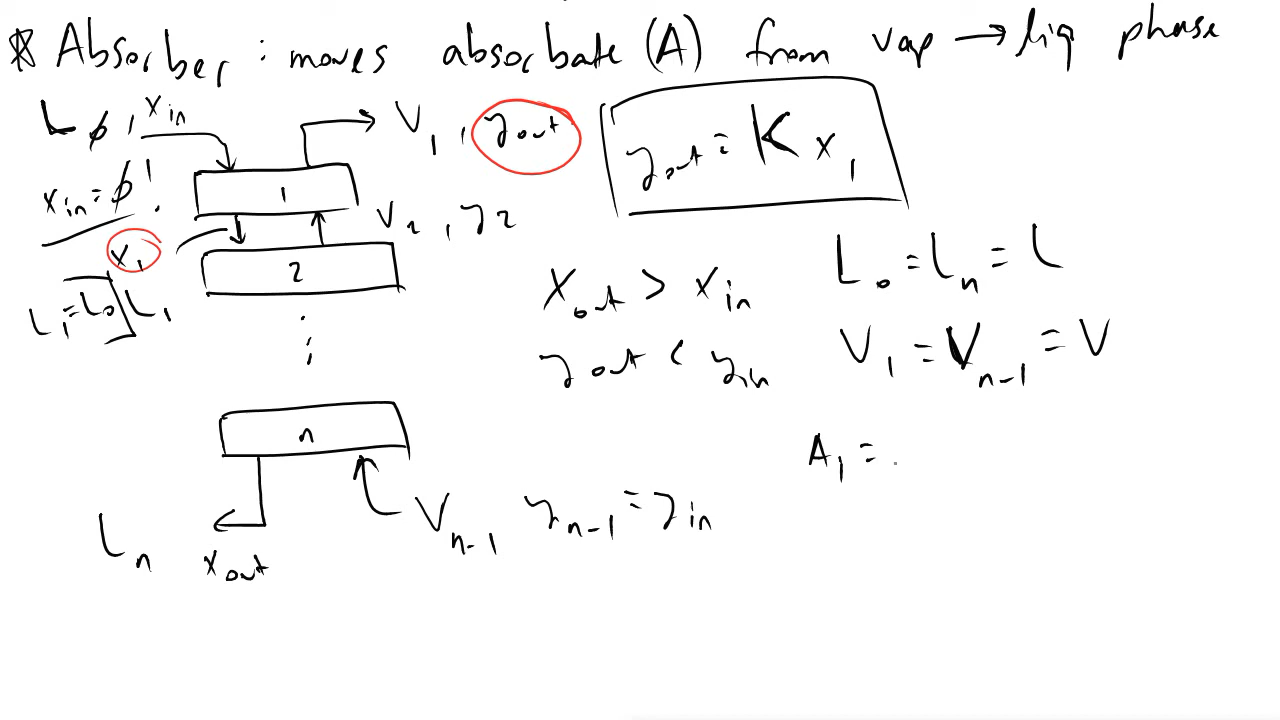 * Absorber : moves absorbate (A) from vap → liq phase
L0, xin
V1, yout
yout = K x1
xin = 0!
1
V2, y2
x1
2
L1 = L0
L1
xout > xin
L0 = Ln = L
yout < yin
V1 = Vn-1 = V
n
A1 =
Vn-1 yn-1 = yin
Ln xout